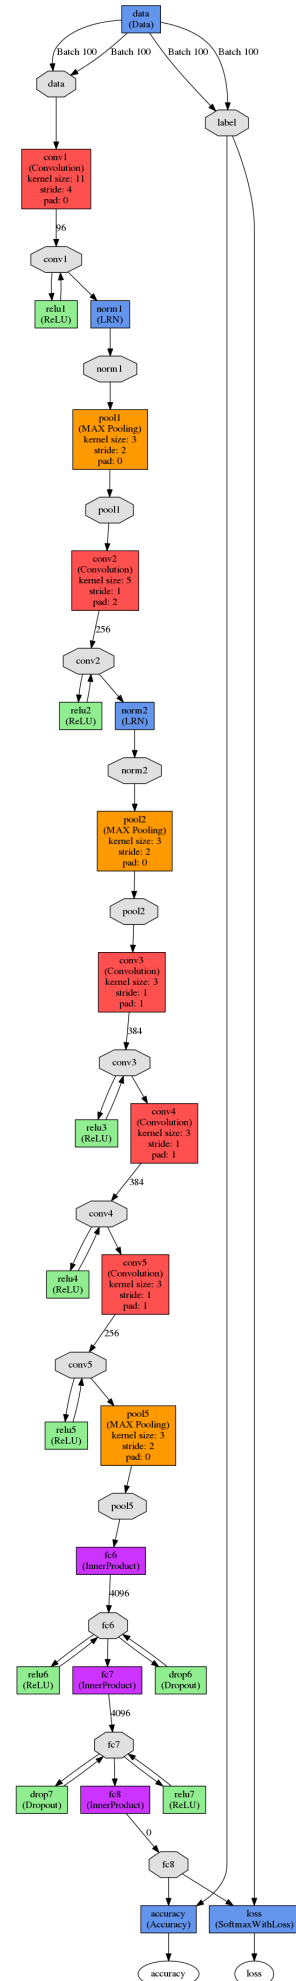 data
(Data)
Batch 100
Batch 100
Batch 100
Batch 100
data
label
conv1
(Convolution)
kernel size: 11
stride: 4
pad: 0
96
conv1
relu1
(ReLU)
norm1
(LRN)
norm1
pool1
(MAX Pooling)
kernel size: 3
stride: 2
pad: 0
pool1
conv2
(Convolution)
kernel size: 5
stride: 1
pad: 2
256
conv2
relu2
(ReLU)
norm2
(LRN)
norm2
pool2
(MAX Pooling)
kernel size: 3
stride: 2
pad: 0
pool2
conv3
(Convolution)
kernel size: 3
stride: 1
pad: 1
384
conv3
relu3
(ReLU)
conv4
(Convolution)
kernel size: 3
stride: 1
pad: 1
384
conv4
relu4
(ReLU)
conv5
(Convolution)
kernel size: 3
stride: 1
pad: 1
256
conv5
relu5
(ReLU)
pool5
(MAX Pooling)
kernel size: 3
stride: 2
pad: 0
pool5
fc6
(InnerProduct)
4096
fc6
relu6
(ReLU)
fc7
(InnerProduct)
drop6
(Dropout)
4096
fc7
drop7
(Dropout)
fc8
(InnerProduct)
relu7
(ReLU)
0
fc8
accuracy
(Accuracy)
loss
(SoftmaxWithLoss)
accuracy
loss